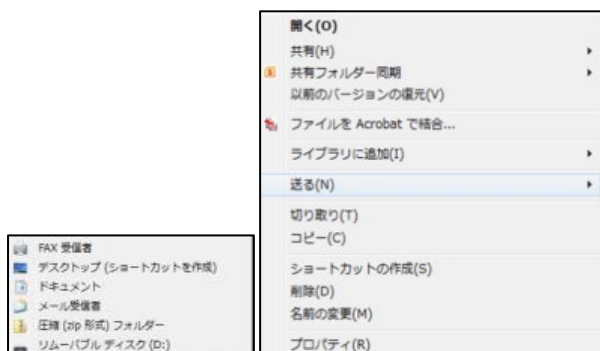 開く(O)
共有(H)
共有フォルダー同期
以前のバージョンの復元(V)
ファイルを Acrobat で結合...
ライブラリに追加(I)
送る(N)
切り取り(T)
コピー(C)
ショートカットの作成(S)
削除(D)
名前の変更(M)
プロパティ(R)
FAX 受信者
デスクトップ (ショートカットを作成)
ドキュメント
メール受信者
圧縮 (zip 形式) フォルダー
リムーバブル ディスク (D:)